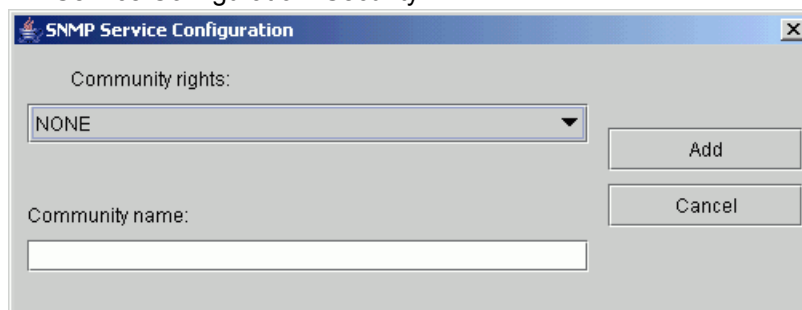 SNMP Service Configuration
Community rights:
NONE
Add
Cancel
Community name: